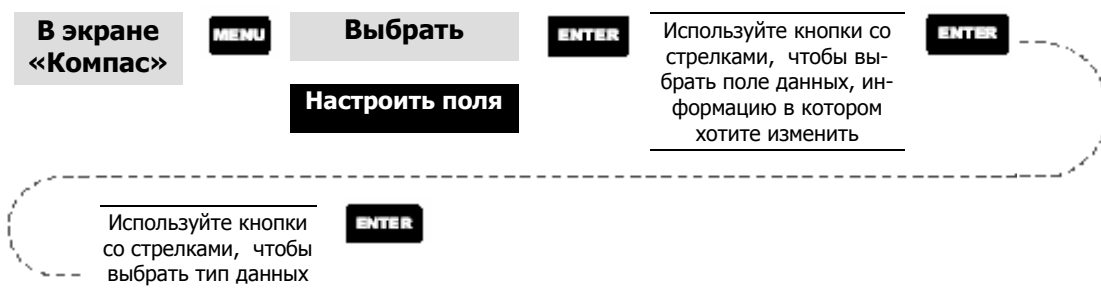 В экране
«Компас»
MENU
Выбрать
Настроить поля
ENTER
Используйте кнопки со
стрелками, чтобы вы-
брать поле данных, ин-
формацию в котором
хотите изменить
ENTER
Используйте кнопки
со стрелками, чтобы
выбрать тип данных
ENTER